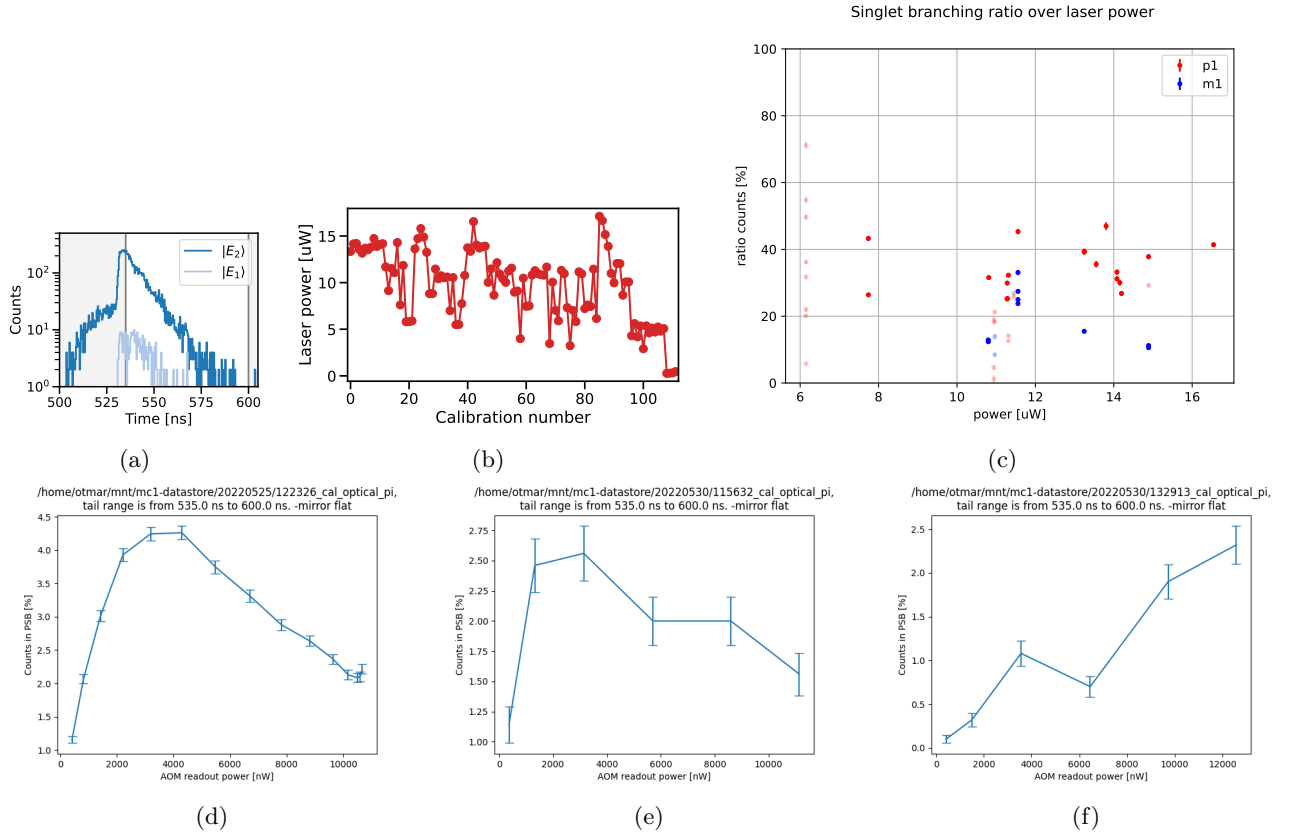 Singlet branching ratio over laser power
100
80
60
40
20
0
6
8
10
12
14
16
ratio counts [%]
power [uW]
p1
m1
10²
10¹
10⁰
Counts
|E₂⟩
|E₁⟩
500
525
550
575
600
Time [ns]
15
10
5
0
Laser power [uW]
0
20
40
60
80
100
Calibration number
(a)
(b)
(c)
/home/otmar/mnt/mc1-datastore/20220525/122326_cal_optical_pi,
tail range is from 535.0 ns to 600.0 ns. -mirror flat
4.5
4.0
3.5
3.0
2.5
2.0
1.5
1.0
Counts in PSB [%]
0
2000
4000
6000
8000
10000
AOM readout power [nW]
/home/otmar/mnt/mc1-datastore/20220530/115632_cal_optical_pi,
tail range is from 535.0 ns to 600.0 ns. -mirror flat
2.75
2.50
2.25
2.00
1.75
1.50
1.25
1.00
Counts in PSB [%]
0
2000
4000
6000
8000
10000
AOM readout power [nW]
/home/otmar/mnt/mc1-datastore/20220530/132913_cal_optical_pi,
tail range is from 535.0 ns to 600.0 ns. -mirror flat
2.5
2.0
1.5
1.0
0.5
0.0
Counts in PSB [%]
0
2000
4000
6000
8000
10000
12000
AOM readout power [nW]
(d)
(e)
(f)